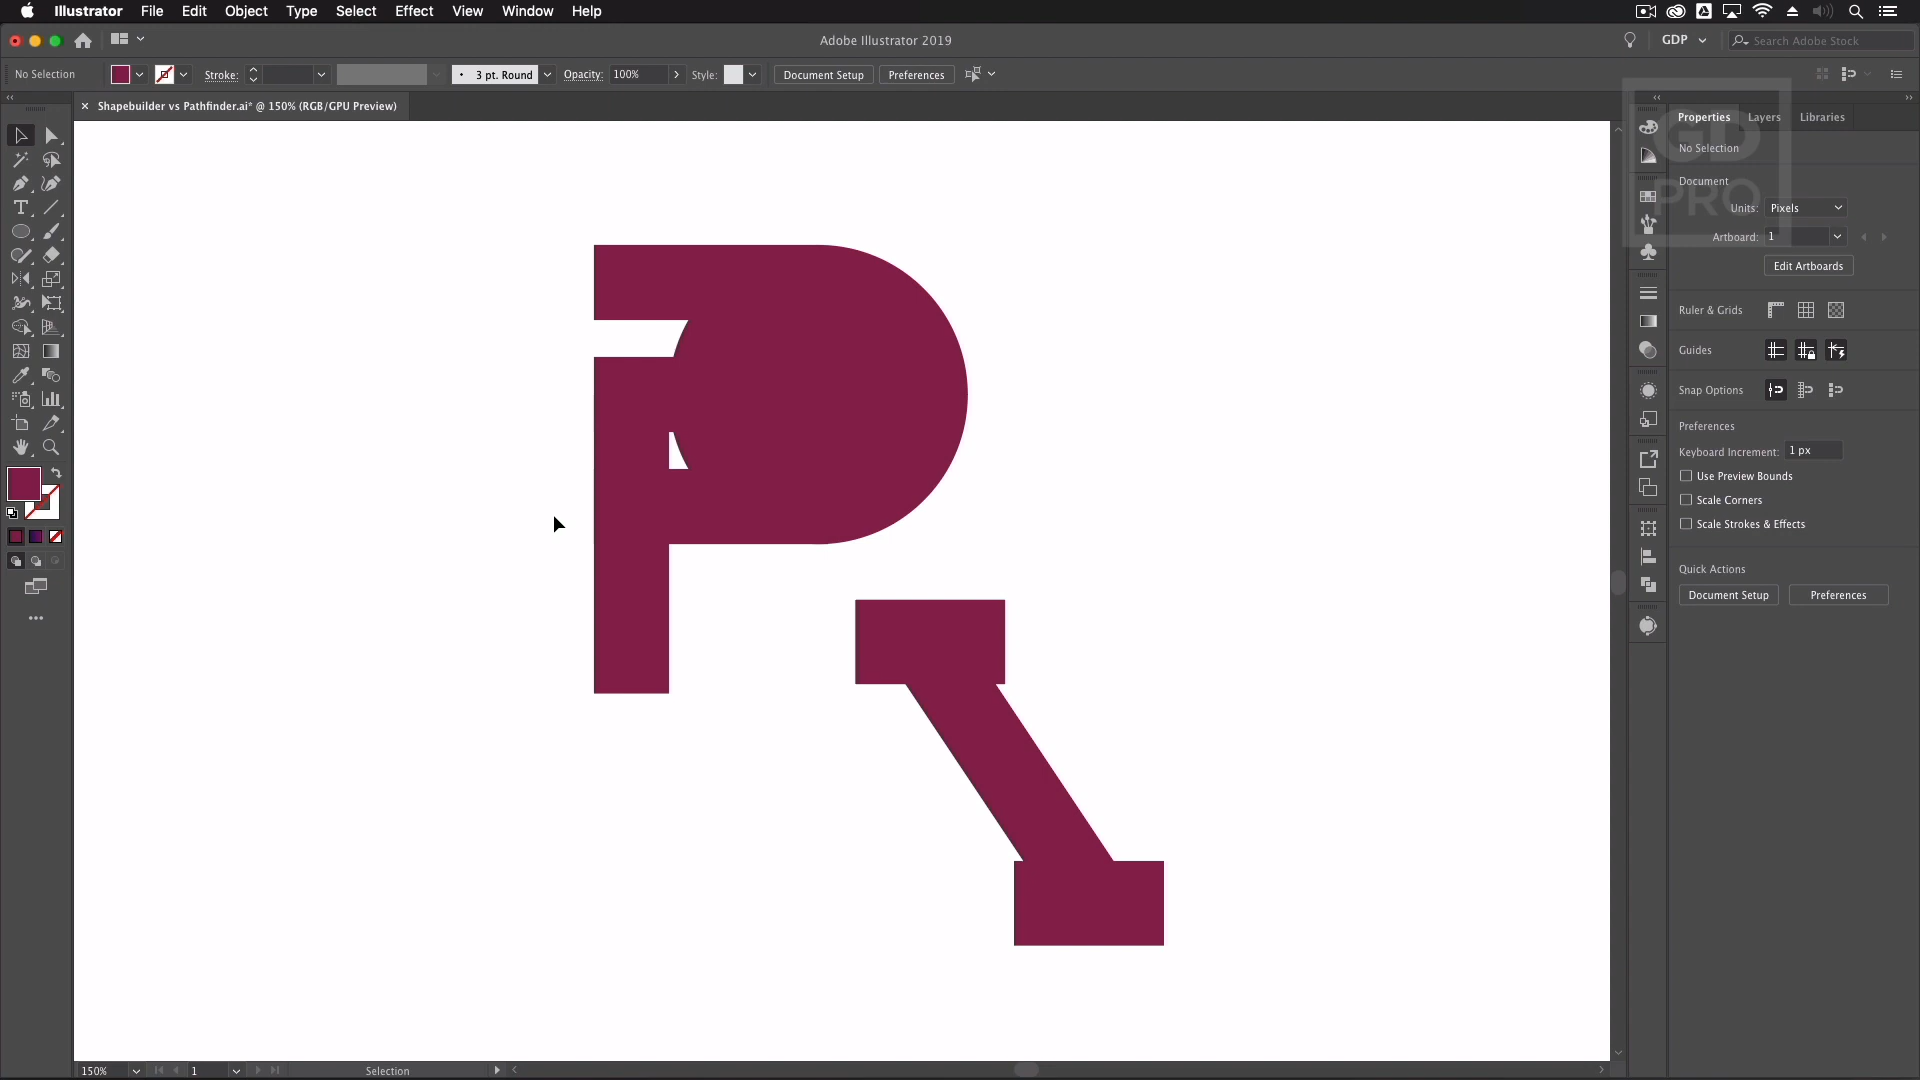 Illustrator File Edit Object Type Select Effect View Window Help
Adobe Illustrator 2019
GDP
Search Adobe Stock
No Selection Stroke: 3 pt. Round Opacity: 100% Style: Document Setup Preferences
Shapebuilder vs Pathfinder.ai* @ 150% (RGB/GPU Preview)
Properties Layers Libraries
GD
PRO
No Selection
Document
Units: Pixels
Artboard: 1
Edit Artboards
Ruler & Grids
Guides
Snap Options
Preferences
Keyboard Increment: 1 px
Use Preview Bounds
Scale Corners
Scale Strokes & Effects
Quick Actions
Document Setup Preferences
150% 1 Selection